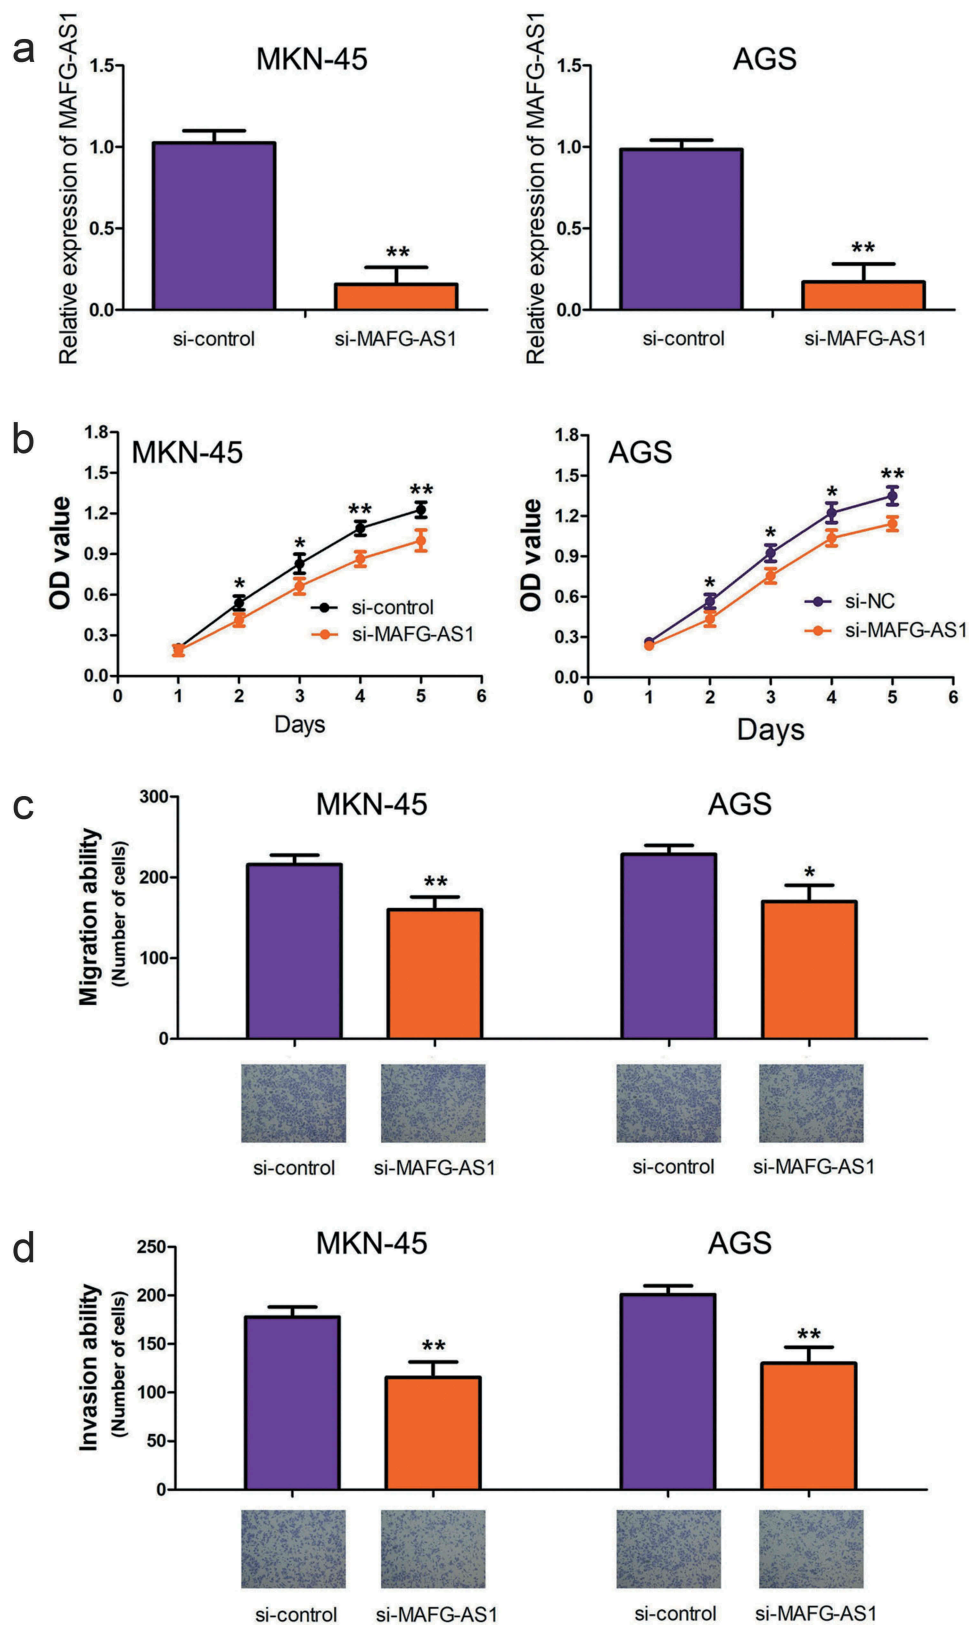 a
MKN-45
AGS
Relative expression of MAFG-AS1
1.5
1.0
0.5
0.0
**
si-control
si-MAFG-AS1
Relative expression of MAFG-AS1
1.5
1.0
0.5
0.0
**
si-control
si-MAFG-AS1
b
MKN-45
OD value
1.8
1.5
1.2
0.9
0.6
0.3
0.0
*
*
**
**
si-control
si-MAFG-AS1
0 1 2 3 4 5 6
Days
AGS
OD value
1.8
1.5
1.2
0.9
0.6
0.3
0.0
*
*
*
**
si-NC
si-MAFG-AS1
0 1 2 3 4 5 6
Days
c
MKN-45
AGS
Migration ability
(Number of cells)
300
200
100
0
**
*
si-control
si-MAFG-AS1
si-control
si-MAFG-AS1
d
MKN-45
AGS
Invasion ability
(Number of cells)
250
200
150
100
50
0
**
**
si-control
si-MAFG-AS1
si-control
si-MAFG-AS1